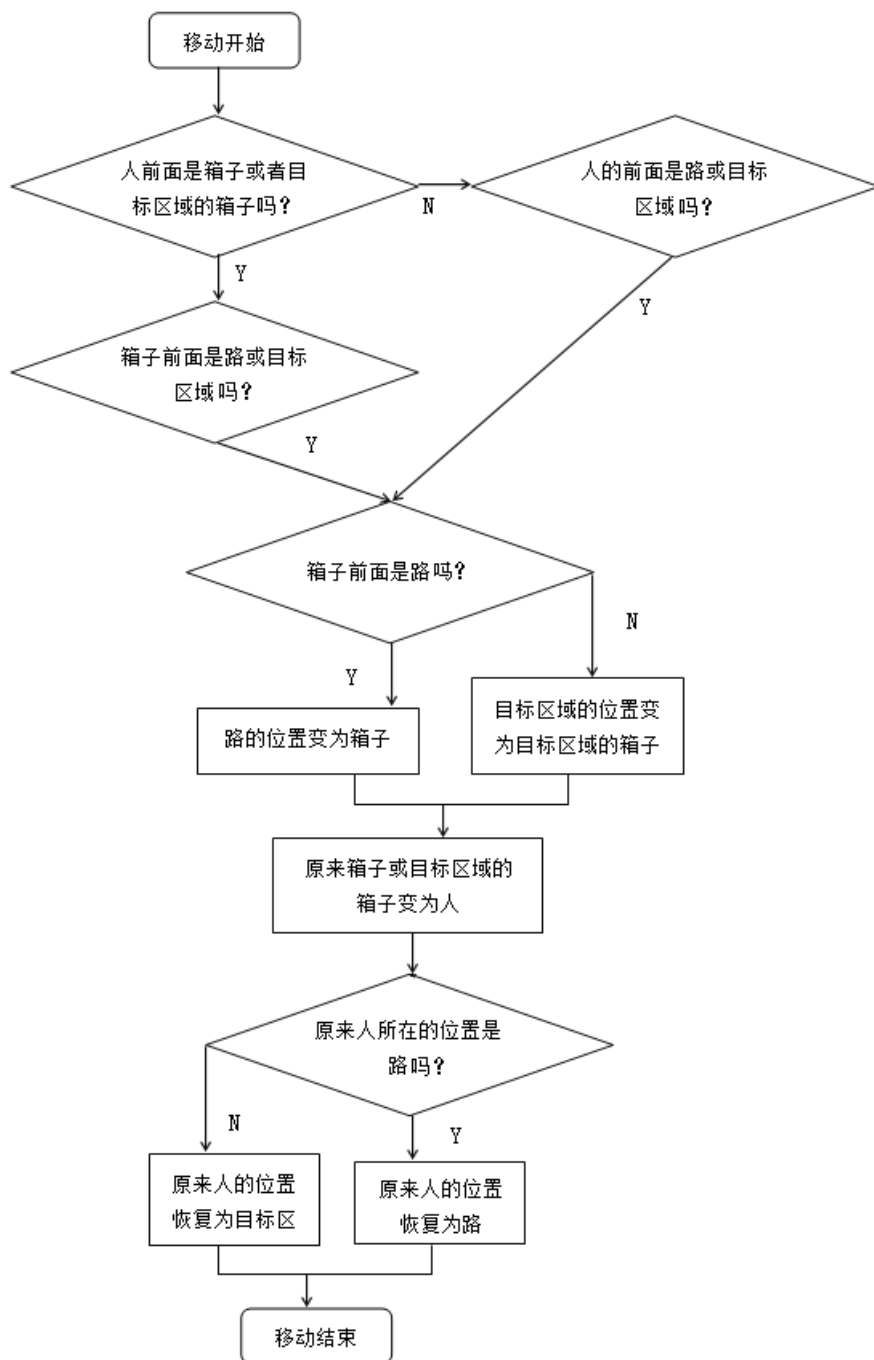 移动开始
人前面是箱子或者目
标区域的箱子吗?
N
人的前面是路或目标
区域吗?
Y
Y
箱子前面是路或目标
区域吗?
Y
箱子前面是路吗?
N
Y
路的位置变为箱子
目标区域的位置变
为目标区域的箱子
原来箱子或目标区域的
箱子变为人
原来人所在的位置是
路吗?
N
Y
原来人的位置
恢复为目标区
原来人的位置
恢复为路
移动结束